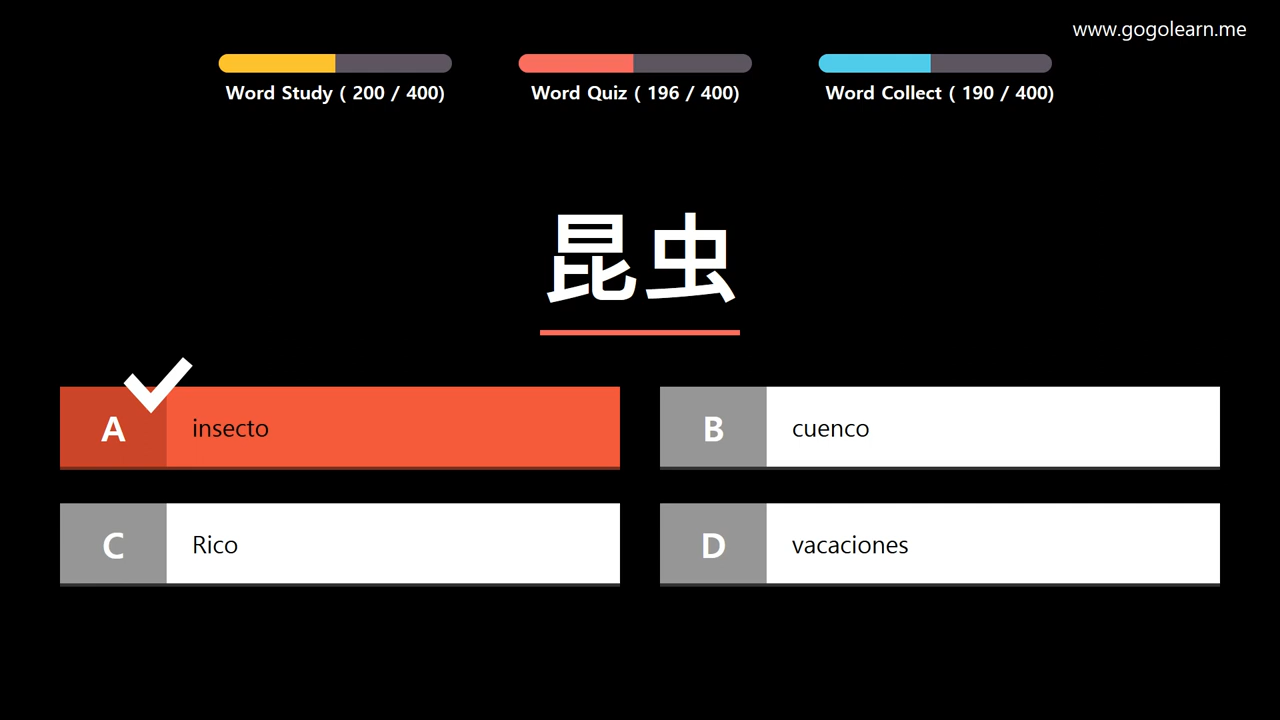 www.gogolearn.me
Word Study ( 200 / 400)
Word Quiz ( 196 / 400)
Word Collect ( 190 / 400)
昆虫
A insecto
B cuenco
C Rico
D vacaciones